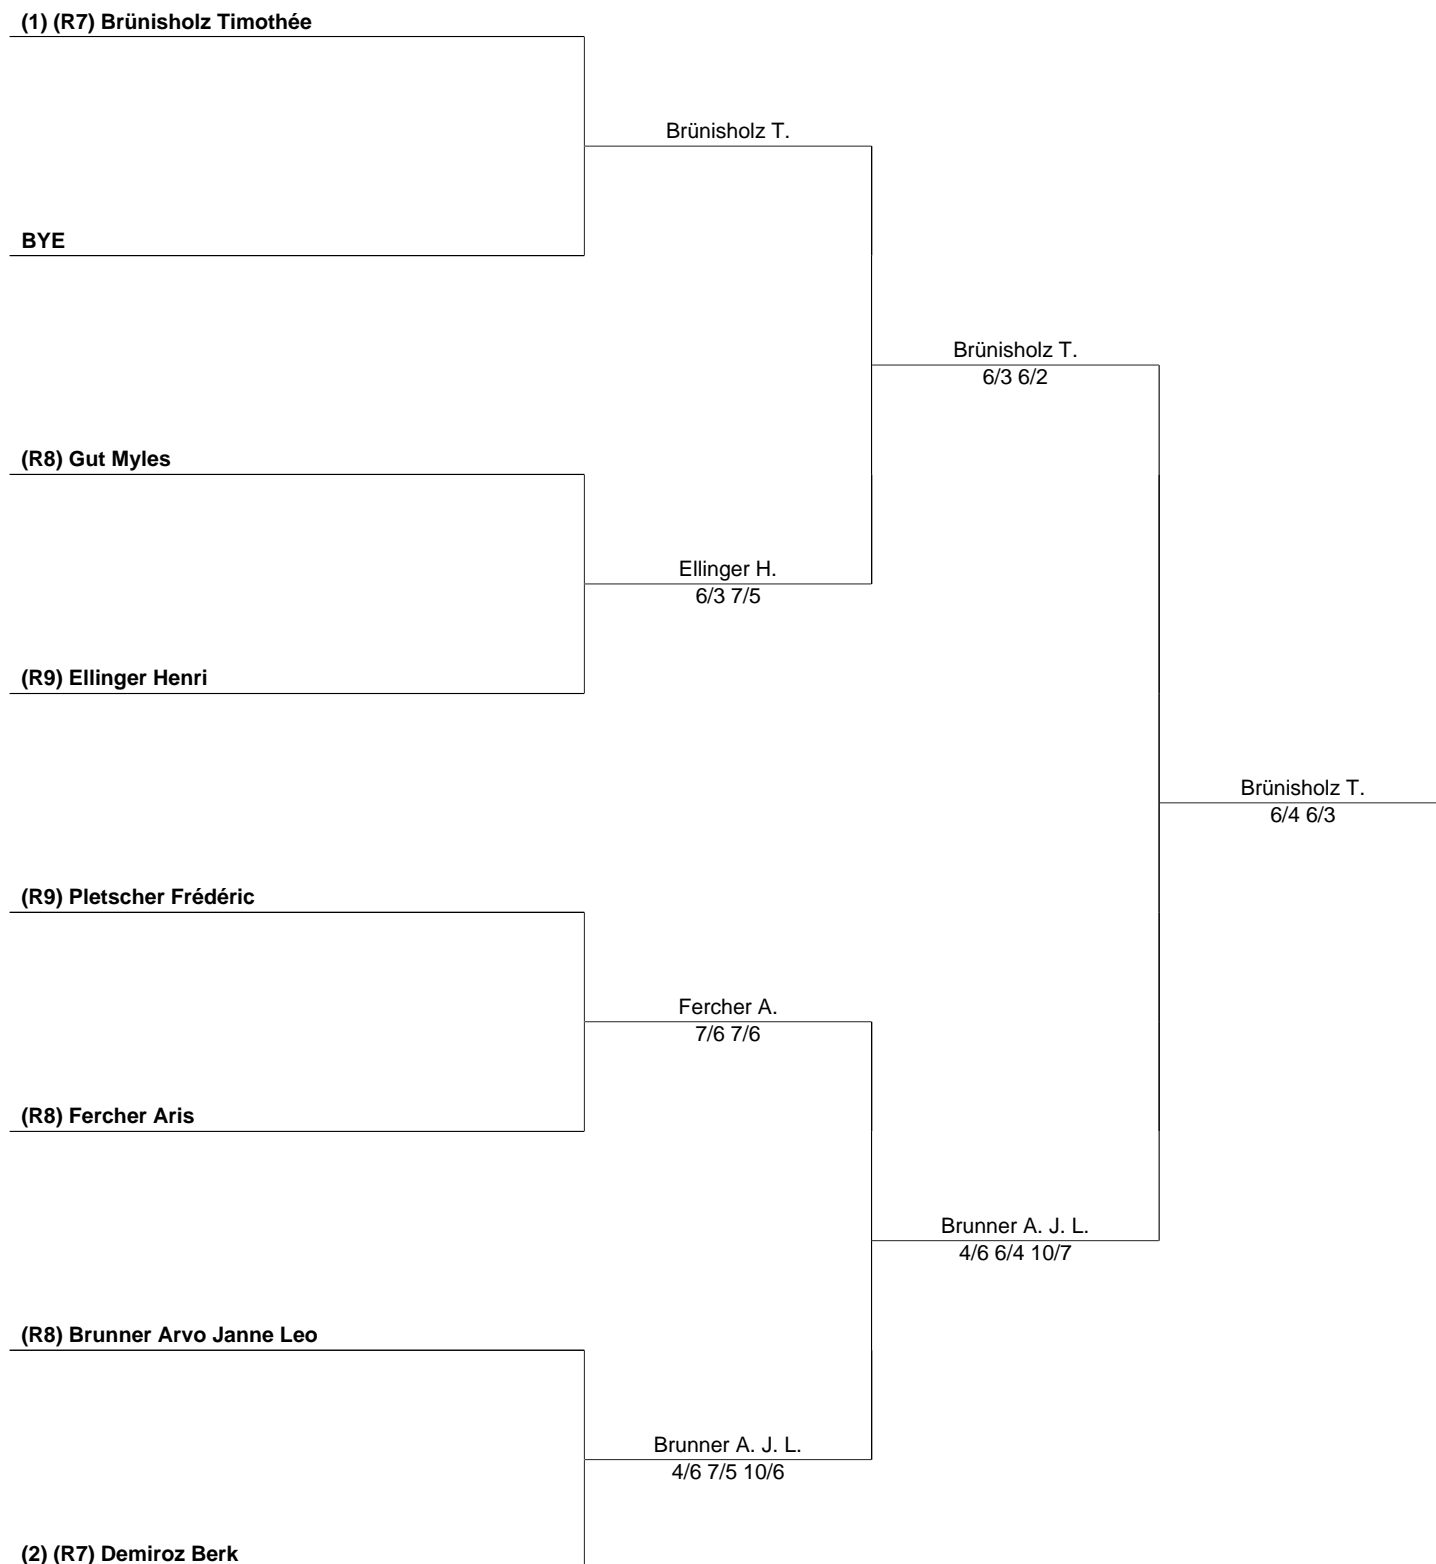 (1) (R7) Brünisholz Timothée
Brünisholz T.
BYE
Brünisholz T.
6/3 6/2
(R8) Gut Myles
Ellinger H.
6/3 7/5
(R9) Ellinger Henri
Brünisholz T.
6/4 6/3
(R9) Pletscher Frédéric
Fercher A.
7/6 7/6
(R8) Fercher Aris
Brunner A. J. L.
4/6 6/4 10/7
(R8) Brunner Arvo Janne Leo
Brunner A. J. L.
4/6 7/5 10/6
(2) (R7) Demiroz Berk